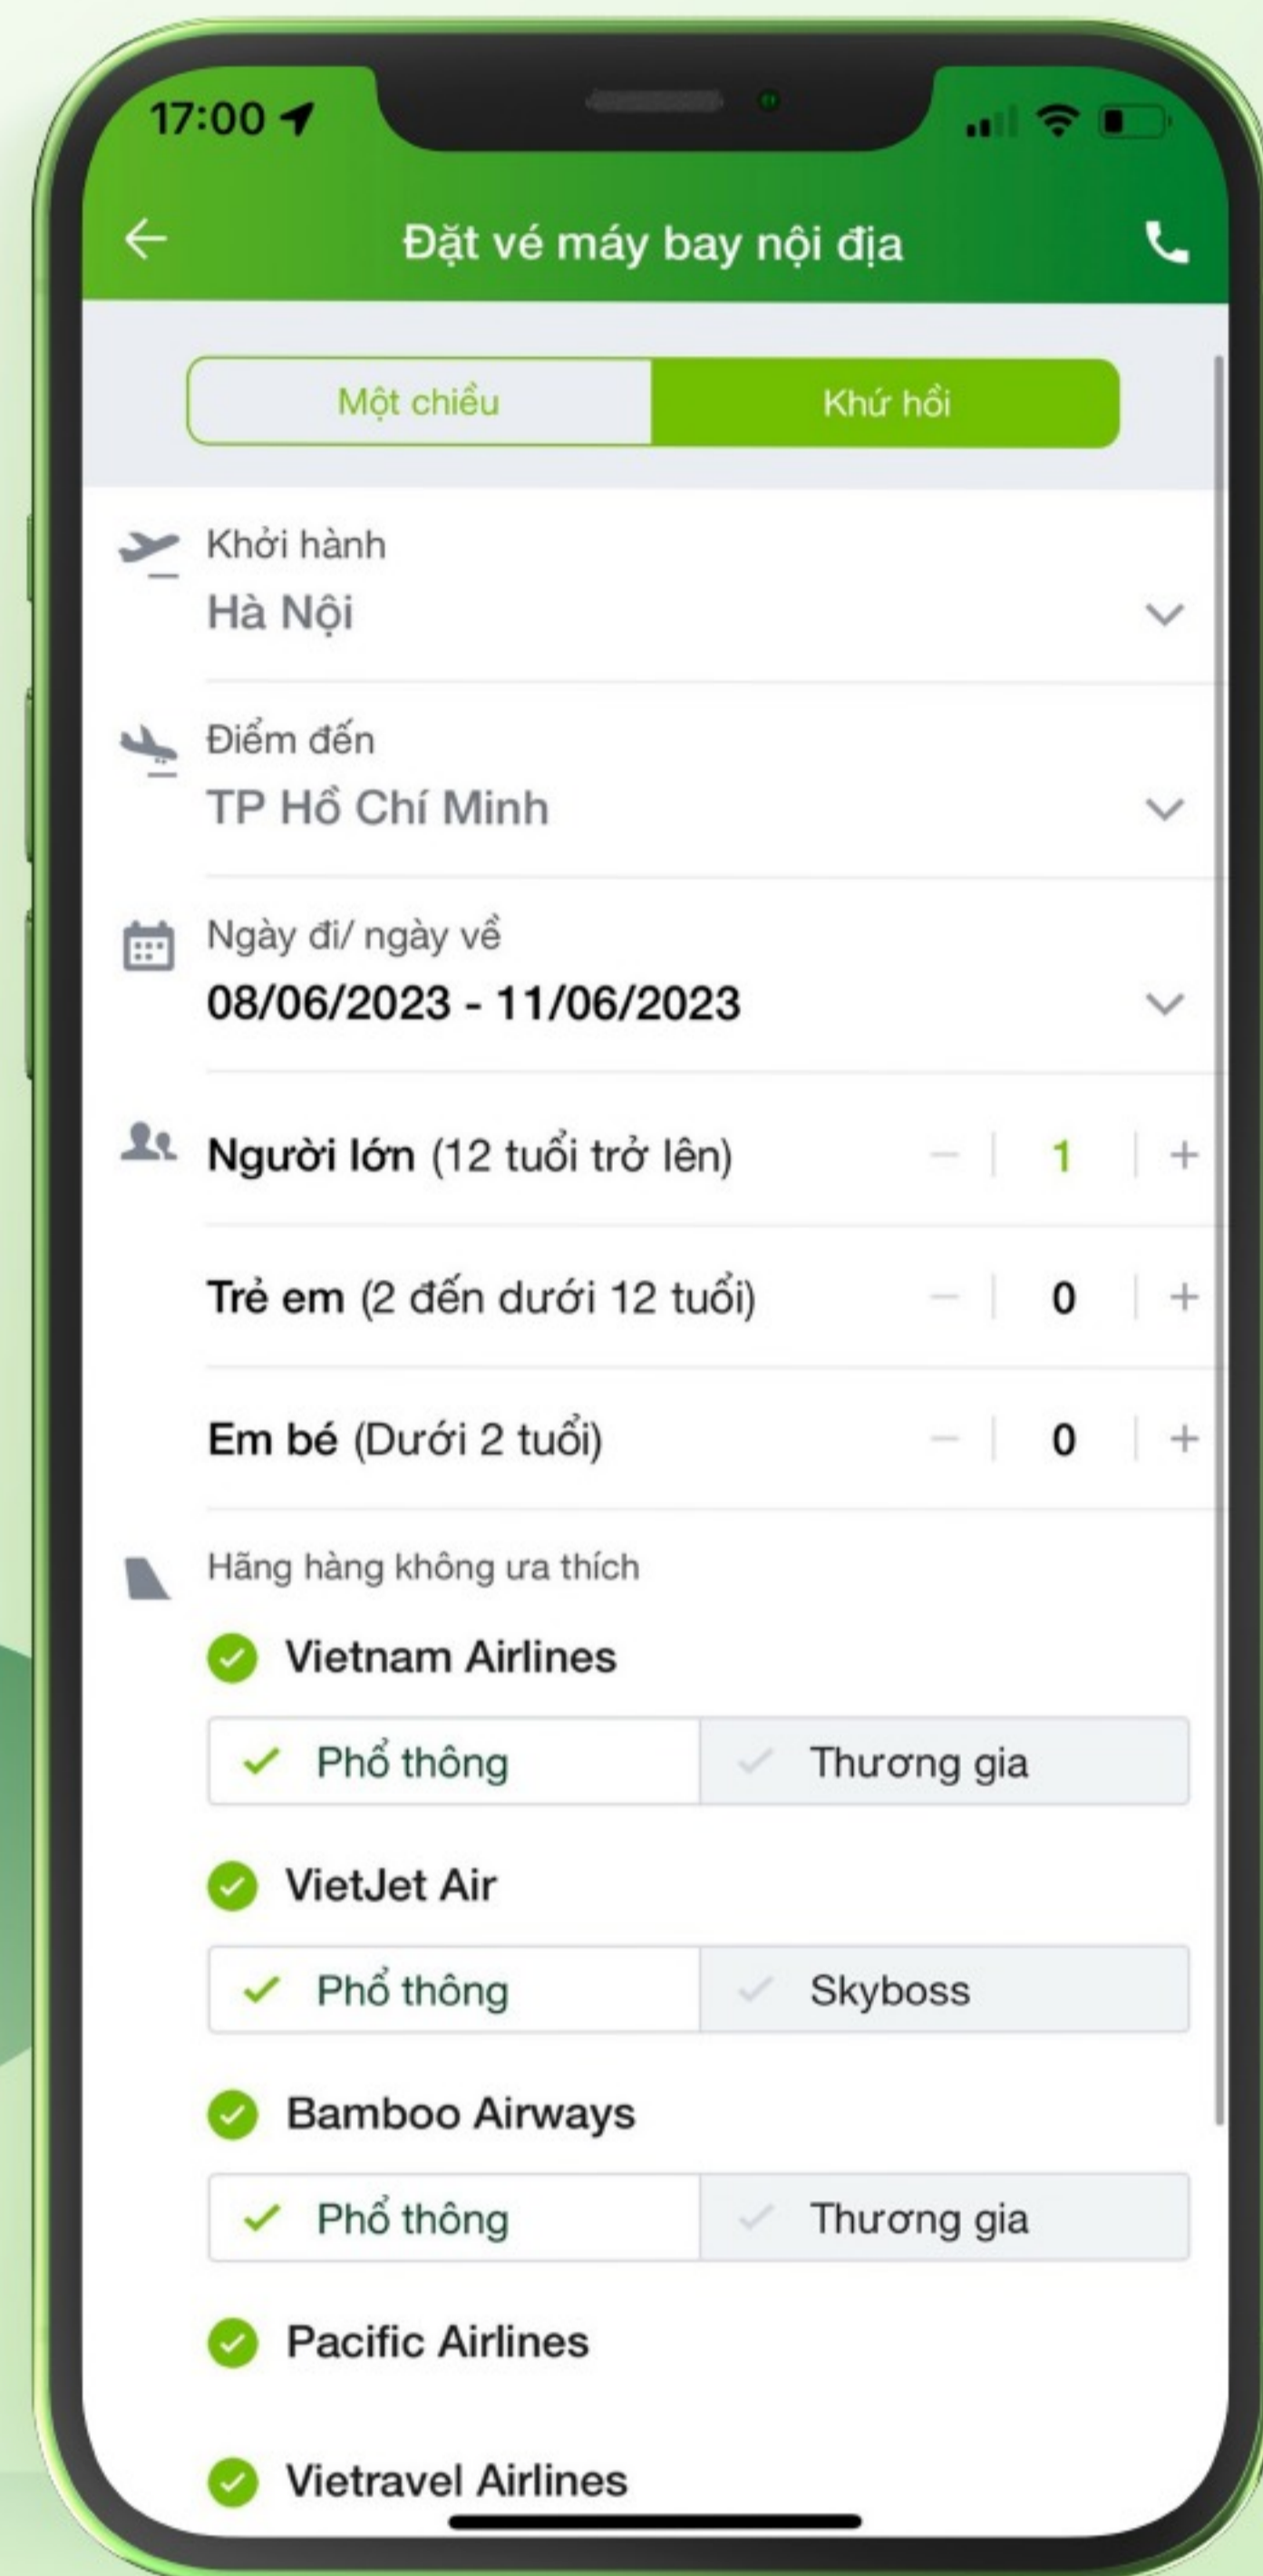 17:00
Đặt vé máy bay nội địa
Một chiều
Khứ hồi
Khởi hành
Hà Nội
Điểm đến
TP Hồ Chí Minh
Ngày đi/ ngày về
08/06/2023 - 11/06/2023
Người lớn (12 tuổi trở lên) − 1 +
Trẻ em (2 đến dưới 12 tuổi) − 0 +
Em bé (Dưới 2 tuổi) − 0 +
Hãng hàng không ưa thích
Vietnam Airlines
Phổ thông
Thương gia
VietJet Air
Phổ thông
Skyboss
Bamboo Airways
Phổ thông
Thương gia
Pacific Airlines
Vietravel Airlines